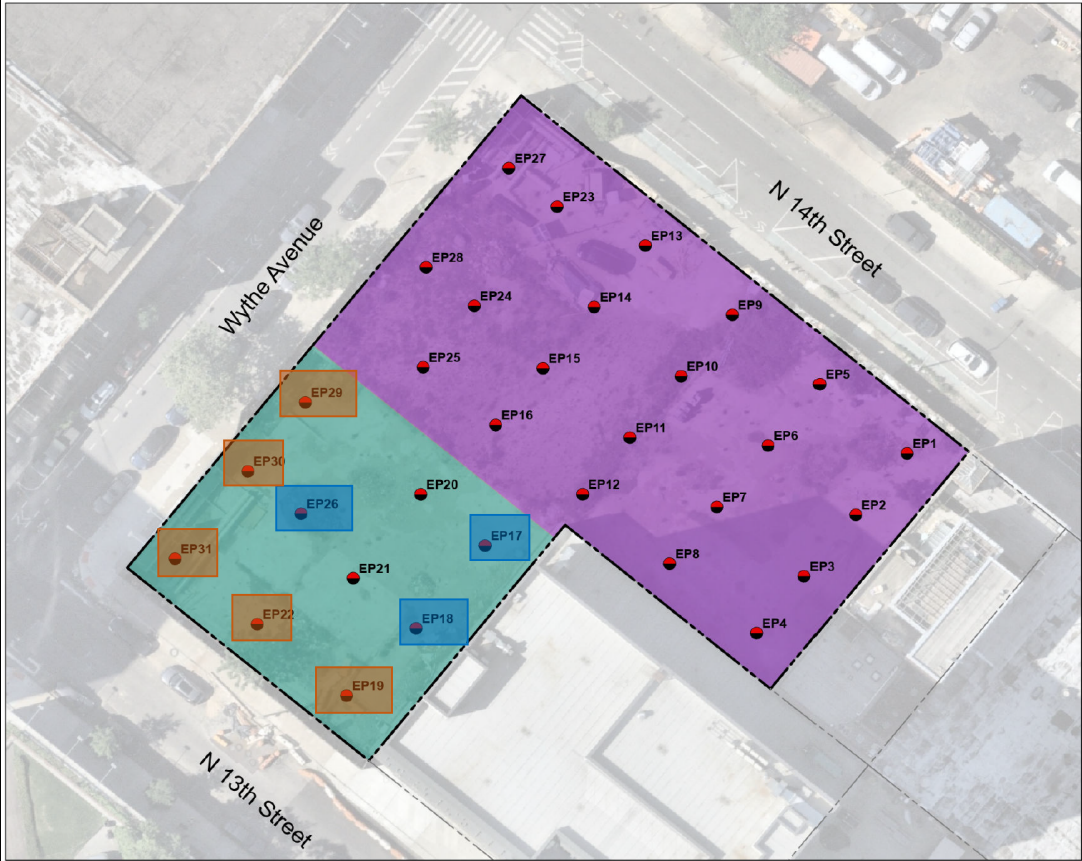 EP27
EP23
EP13
N 14th Street
Wythe Avenue
EP28
EP24
EP14
EP9
EP25
EP15
EP10
EP5
EP29
EP16
EP11
EP6
EP1
EP30
EP20
EP12
EP7
EP2
EP26
EP17
EP31
EP21
EP8
EP3
EP22
EP18
EP4
EP19
N 13th Street